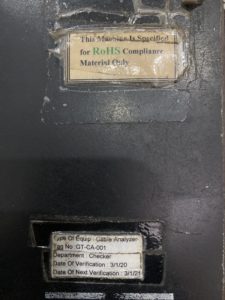 This Machine Is Specified
for RoHS Compliance
Material Only
Type Of Equip : Cable Analyzer
Tag No :GT-CA-001
Department : Checker
Date Of Verification : 3/1/20
Date Of Next Verification : 3/1/21